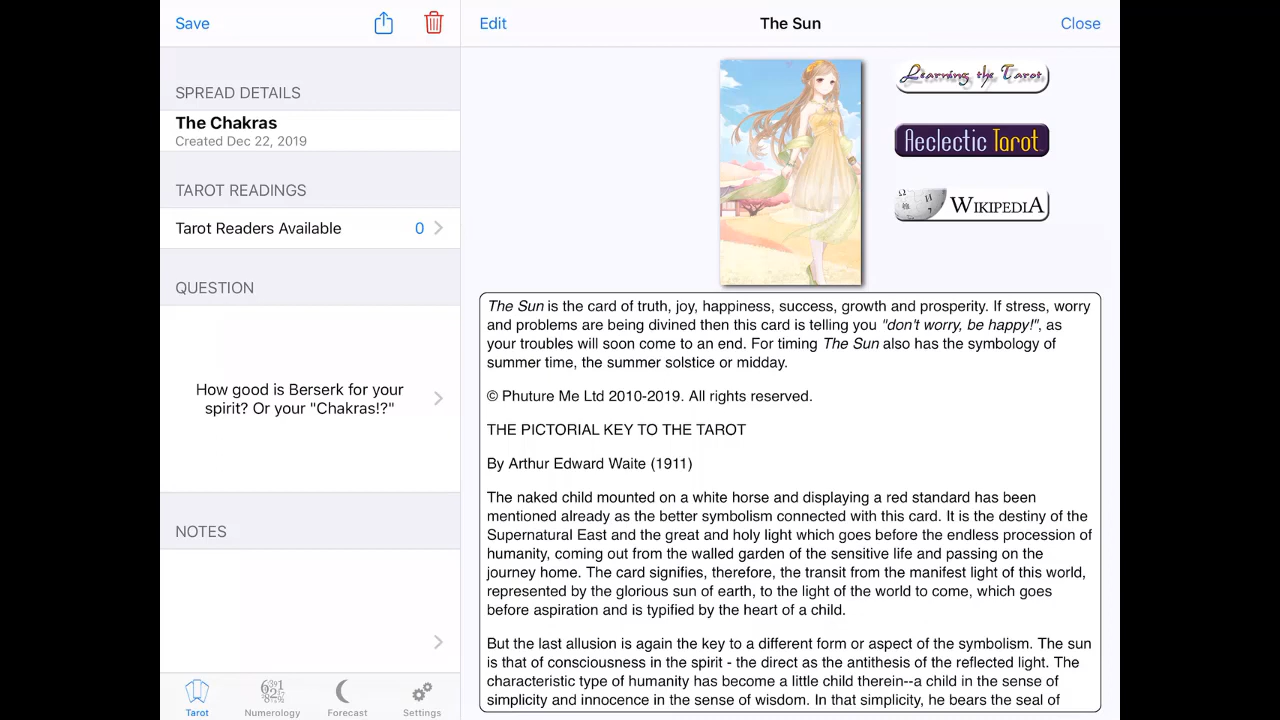 Save
SPREAD DETAILS
The Chakras
Created Dec 22, 2019
TAROT READINGS
Tarot Readers Available 0
QUESTION
How good is Berserk for your
spirit? Or your "Chakras!?"
NOTES
Tarot Numerology Forecast Settings
Edit The Sun Close
Learning the Tarot
Aeclectic Tarot
WIKIPEDIA
The Sun is the card of truth, joy, happiness, success, growth and prosperity. If stress, worry
and problems are being divined then this card is telling you "don't worry, be happy!", as
your troubles will soon come to an end. For timing The Sun also has the symbology of
summer time, the summer solstice or midday.
© Phuture Me Ltd 2010-2019. All rights reserved.
THE PICTORIAL KEY TO THE TAROT
By Arthur Edward Waite (1911)
The naked child mounted on a white horse and displaying a red standard has been
mentioned already as the better symbolism connected with this card. It is the destiny of the
Supernatural East and the great and holy light which goes before the endless procession of
humanity, coming out from the walled garden of the sensitive life and passing on the
journey home. The card signifies, therefore, the transit from the manifest light of this world,
represented by the glorious sun of earth, to the light of the world to come, which goes
before aspiration and is typified by the heart of a child.
But the last allusion is again the key to a different form or aspect of the symbolism. The sun
is that of consciousness in the spirit - the direct as the antithesis of the reflected light. The
characteristic type of humanity has become a little child therein--a child in the sense of
simplicity and innocence in the sense of wisdom. In that simplicity, he bears the seal of